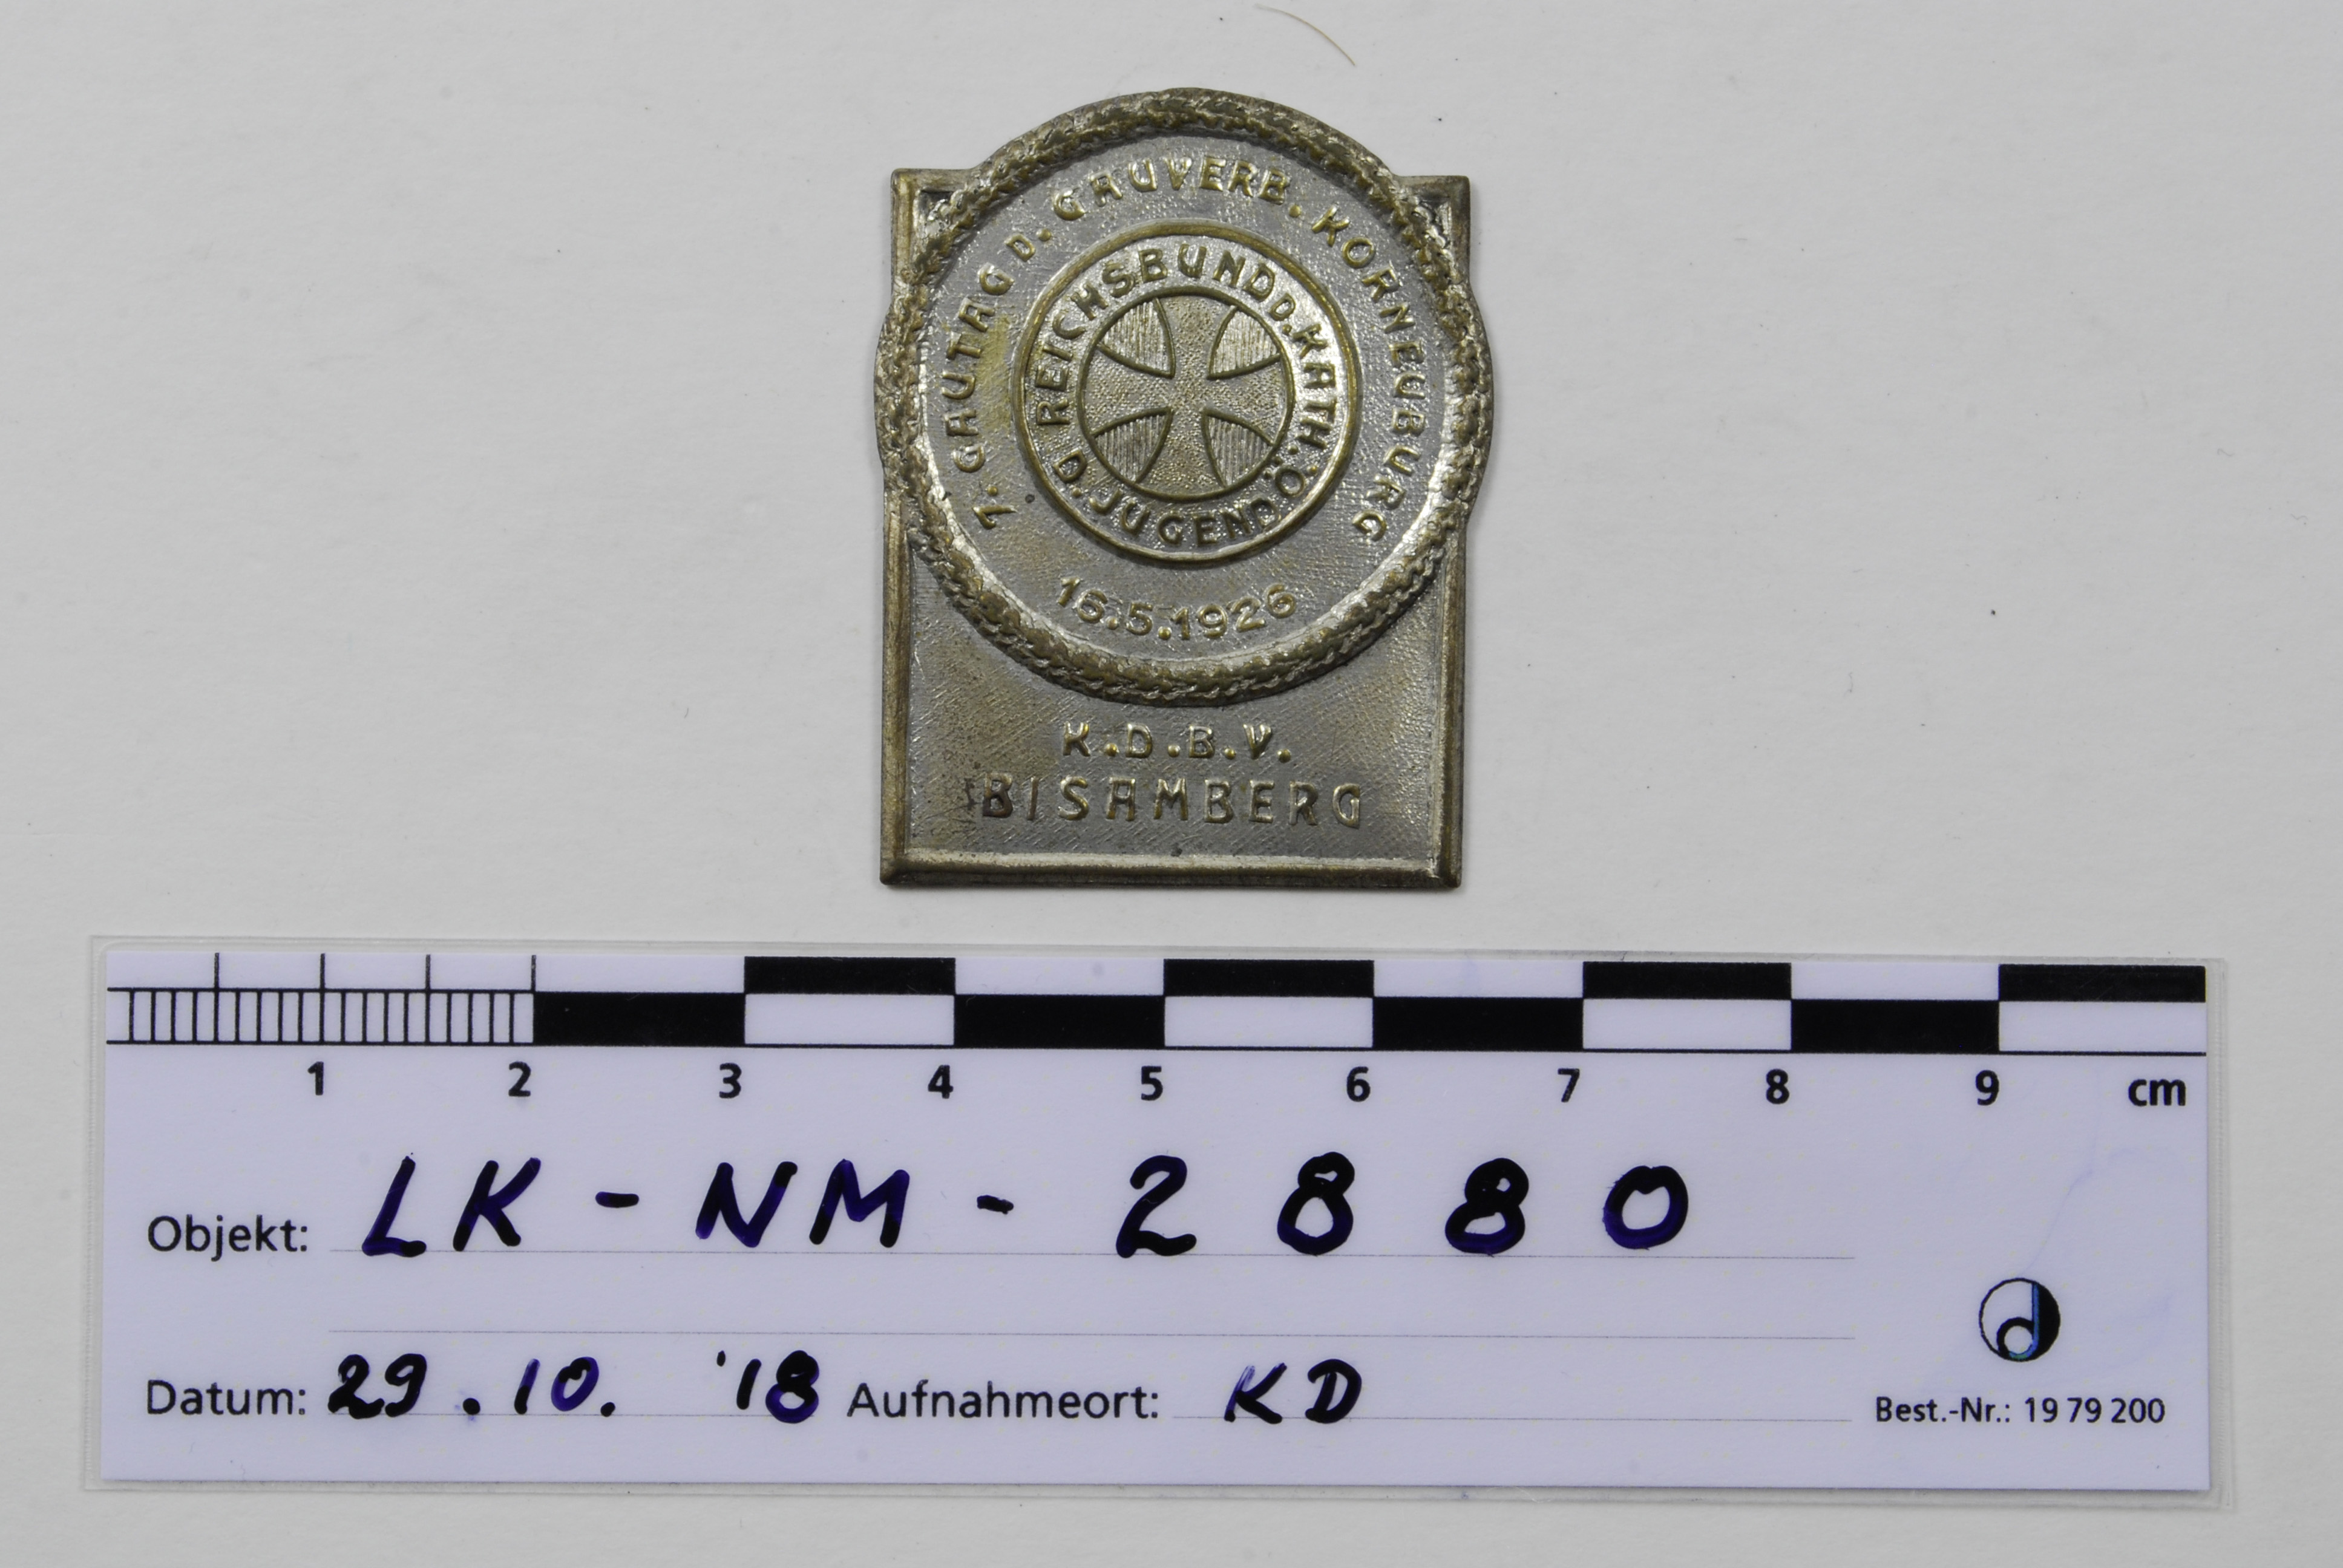 7. GAUTAG D. GAUVERB. KORNEUBURG
REICHSBUND D. KATH. D. JUGEND Ö.
16.5.1926
K.D.B.V.
BISAMBERG
1 2 3 4 5 6 7 8 9 cm
Objekt: LK-NM-2880
Datum: 29.10. '18 Aufnahmeort: KD
Best.-Nr.: 19 79 200